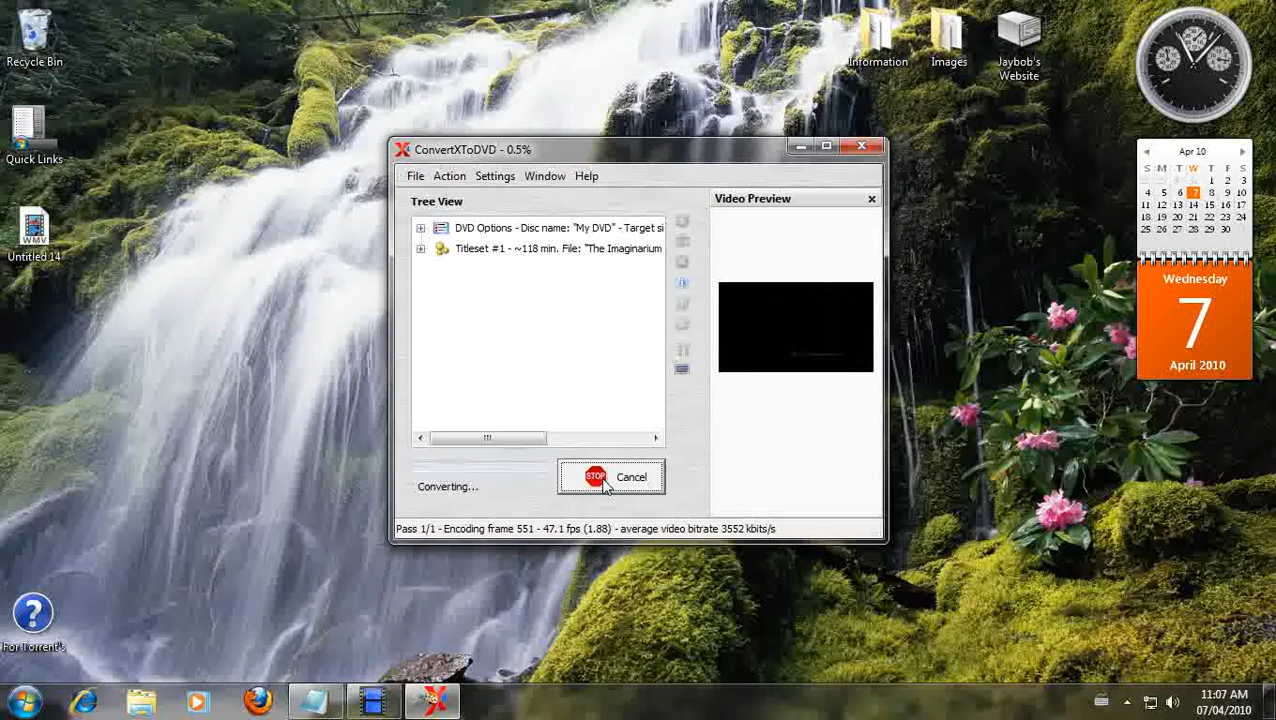 Recycle Bin
Quick Links
WMV
Untitled 14
For Torrent's
Information
Images
Jaybob's
Website
ConvertXToDVD - 0.5%
File Action Settings Window Help
Tree View
DVD Options - Disc name: "My DVD" - Target si
Titleset #1 - ~118 min. File: "The Imaginarium
Video Preview
STOP Cancel
Converting...
Pass 1/1 - Encoding frame 551 - 47.1 fps (1.88) - average video bitrate 3552 kbits/s
Apr 10
S M T W T F S
1 2 3
4 5 6 7 8 9 10
11 12 13 14 15 16 17
18 19 20 21 22 23 24
25 26 27 28 29 30
Wednesday
7
April 2010
11:07 AM
07/04/2010